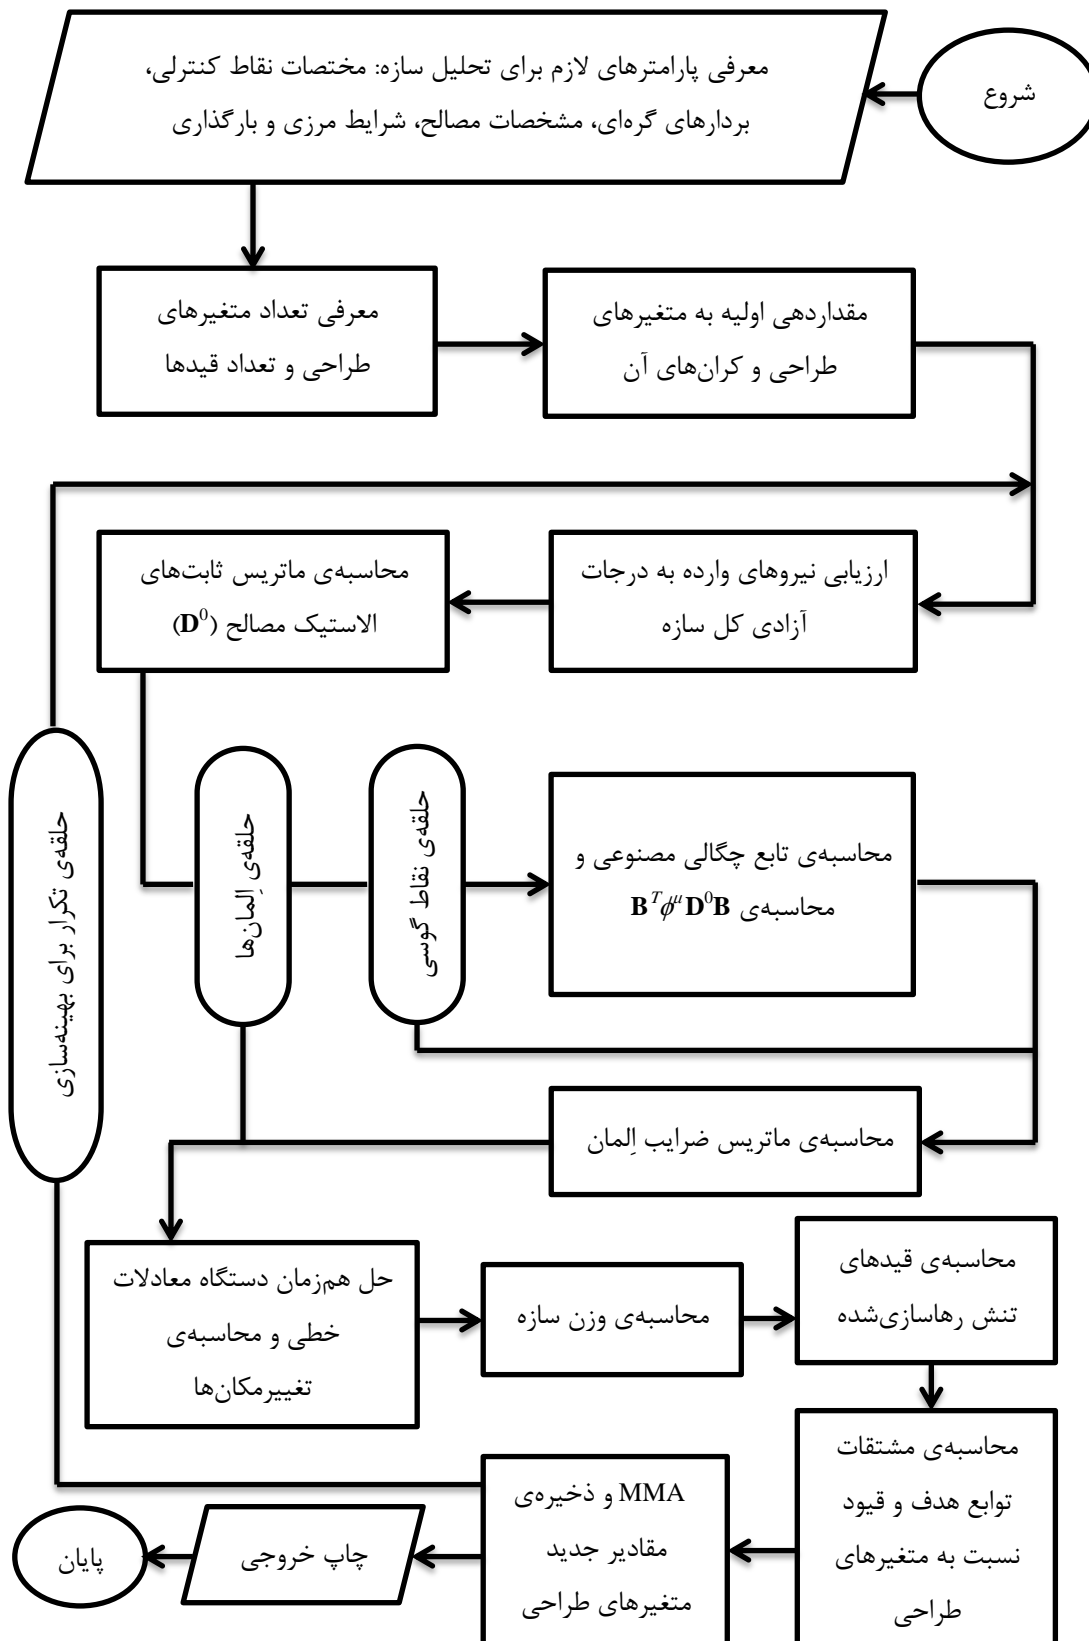 شروع
معرفی پارامترهای لازم برای تحلیل سازه: مختصات نقاط کنترلی،
بردارهای گره‌ای، مشخصات مصالح، شرایط مرزی و بارگذاری
معرفی تعداد متغیرهای
طراحی و تعداد قیدها
مقداردهی اولیه به متغیرهای
طراحی و کران‌های آن
ارزیابی نیروهای وارده به درجات
آزادی کل سازه
محاسبه‌ی ماتریس ثابت‌های
الاستیک مصالح (D⁰)
حلقه‌ی تکرار برای بهینه‌سازی
حلقه‌ی اِلمان‌ها
حلقه‌ی نقاط گوسی
محاسبه‌ی تابع چگالی مصنوعی و
محاسبه‌ی BᵀϕᵘD⁰B
محاسبه‌ی ماتریس ضرایب اِلمان
حل هم‌زمان دستگاه معادلات
خطی و محاسبه‌ی
تغییرمکان‌ها
محاسبه‌ی وزن سازه
محاسبه‌ی قیدهای
تنش رهاسازی‌شده
محاسبه‌ی مشتقات
توابع هدف و قیود
نسبت به متغیرهای
طراحی
MMA و ذخیره‌ی
مقادیر جدید
متغیرهای طراحی
چاپ خروجی
پایان